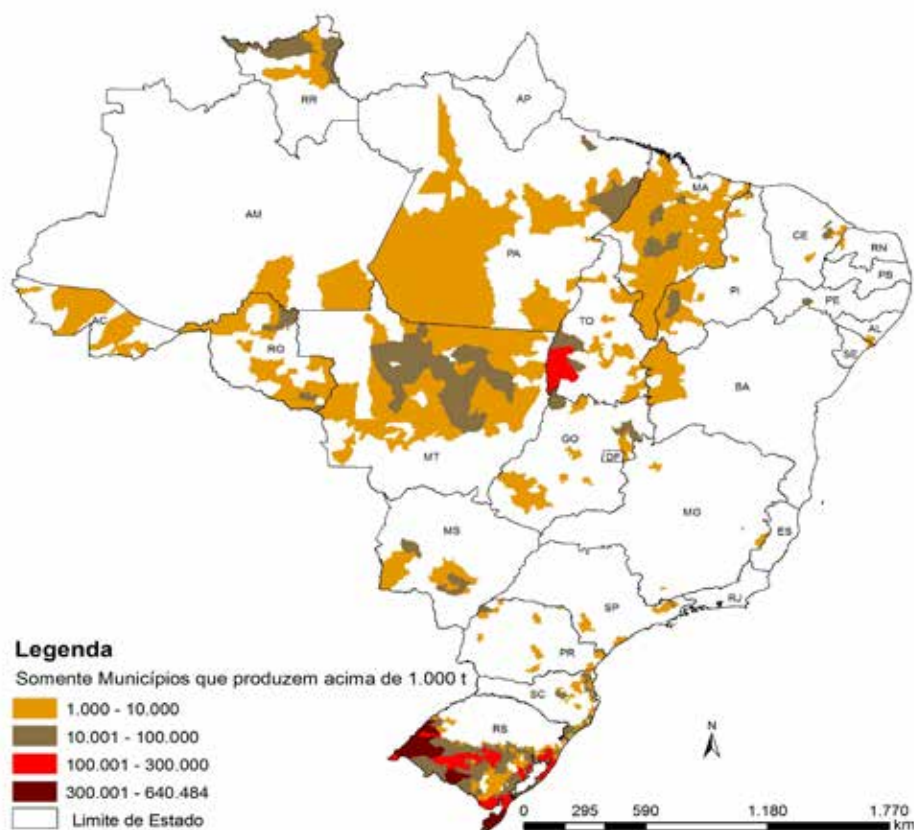 RR
AP
AM
PA
MA
CE
RN
PB
PE
AL
SE
PI
TO
AC
RO
BA
MT
GO
DF
MG
ES
MS
SP
RJ
PR
SC
RS
Legenda
Somente Municípios que produzem acima de 1.000 t
1.000 - 10.000
10.001 - 100.000
100.001 - 300.000
300.001 - 640.484
Limite de Estado
N
0 295 590 1.180 1.770
km